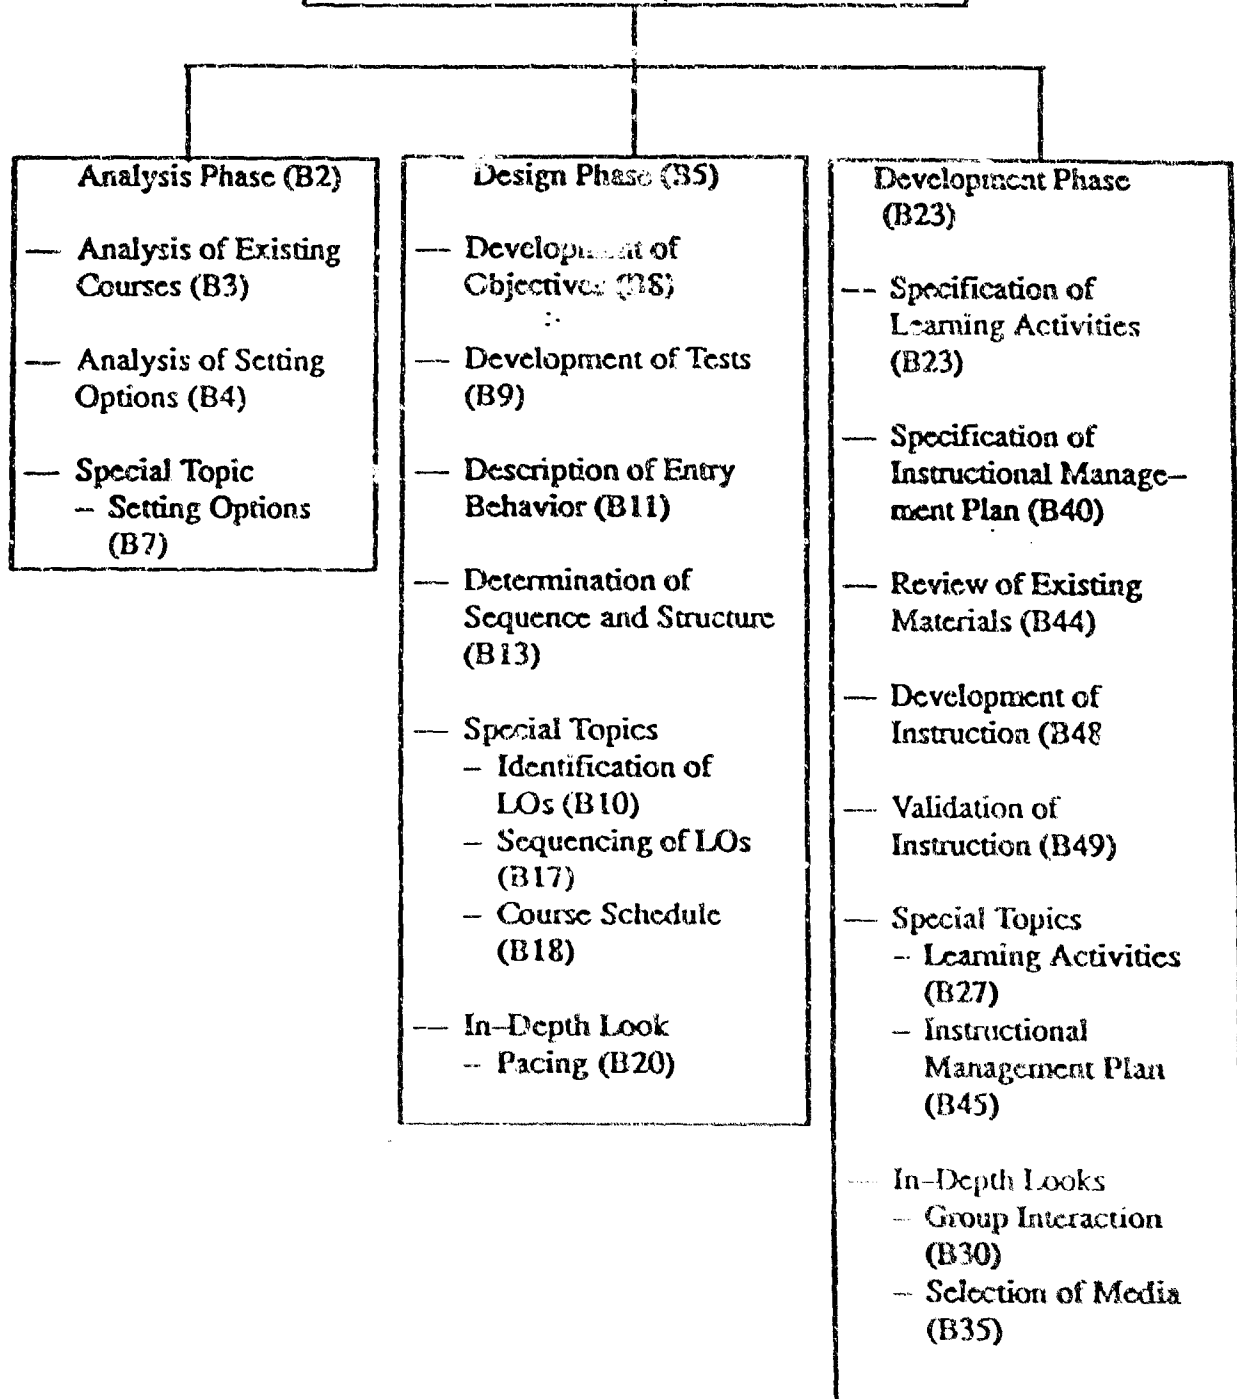 Analysis Phase (B2)
— Analysis of Existing
Courses (B3)
— Analysis of Setting
Options (B4)
— Special Topic
– Setting Options
(B7)
Design Phase (B5)
— Development of
Objectives (B8)
— Development of Tests
(B9)
— Description of Entry
Behavior (B11)
— Determination of
Sequence and Structure
(B13)
— Special Topics
– Identification of
LOs (B10)
– Sequencing of LOs
(B17)
– Course Schedule
(B18)
— In–Depth Look
– Pacing (B20)
Development Phase
(B23)
— Specification of
Learning Activities
(B23)
— Specification of
Instructional Manage–
ment Plan (B40)
— Review of Existing
Materials (B44)
— Development of
Instruction (B48
— Validation of
Instruction (B49)
— Special Topics
– Learning Activities
(B27)
– Instructional
Management Plan
(B45)
— In–Depth Looks
– Group Interaction
(B30)
– Selection of Media
(B35)